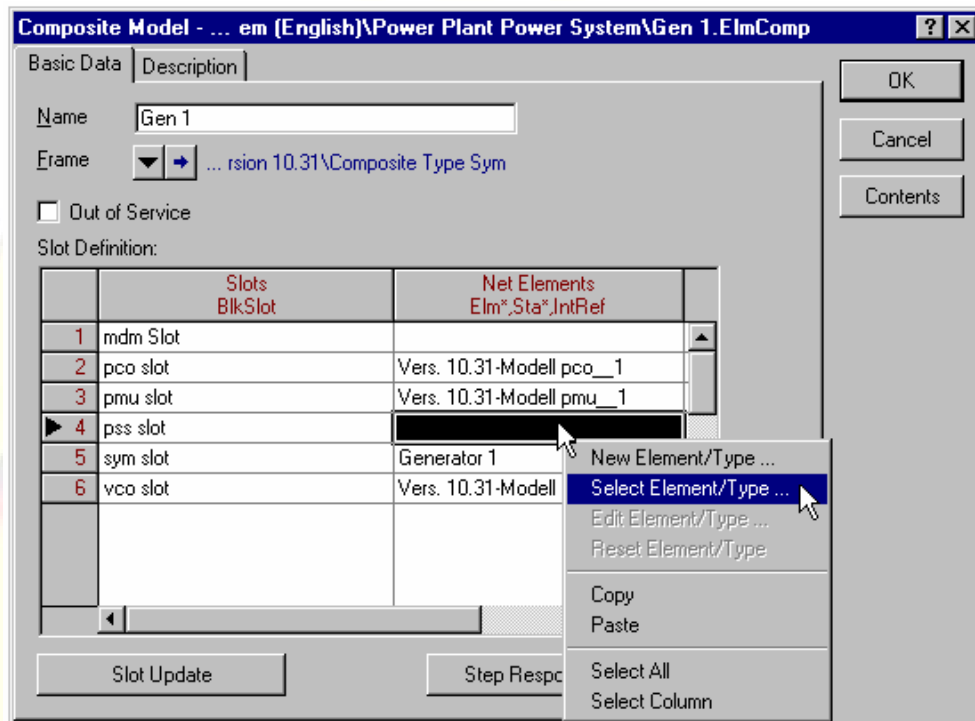 Composite Model - ... em (English)\Power Plant Power System\Gen 1.ElmComp
Basic Data
Description
OK
Name
Gen 1
Cancel
Frame
... rsion 10.31\Composite Type Sym
Contents
Out of Service
Slot Definition:
Slots
BlkSlot
Net Elements
Elm*,Sta*,IntRef
1 mdm Slot
2 pco slot Vers. 10.31-Modell pco__1
3 pmu slot Vers. 10.31-Modell pmu__1
4 pss slot
5 sym slot Generator 1
6 vco slot Vers. 10.31-Modell
New Element/Type ...
Select Element/Type ...
Edit Element/Type ...
Reset Element/Type
Copy
Paste
Select All
Select Column
Slot Update
Step Respo